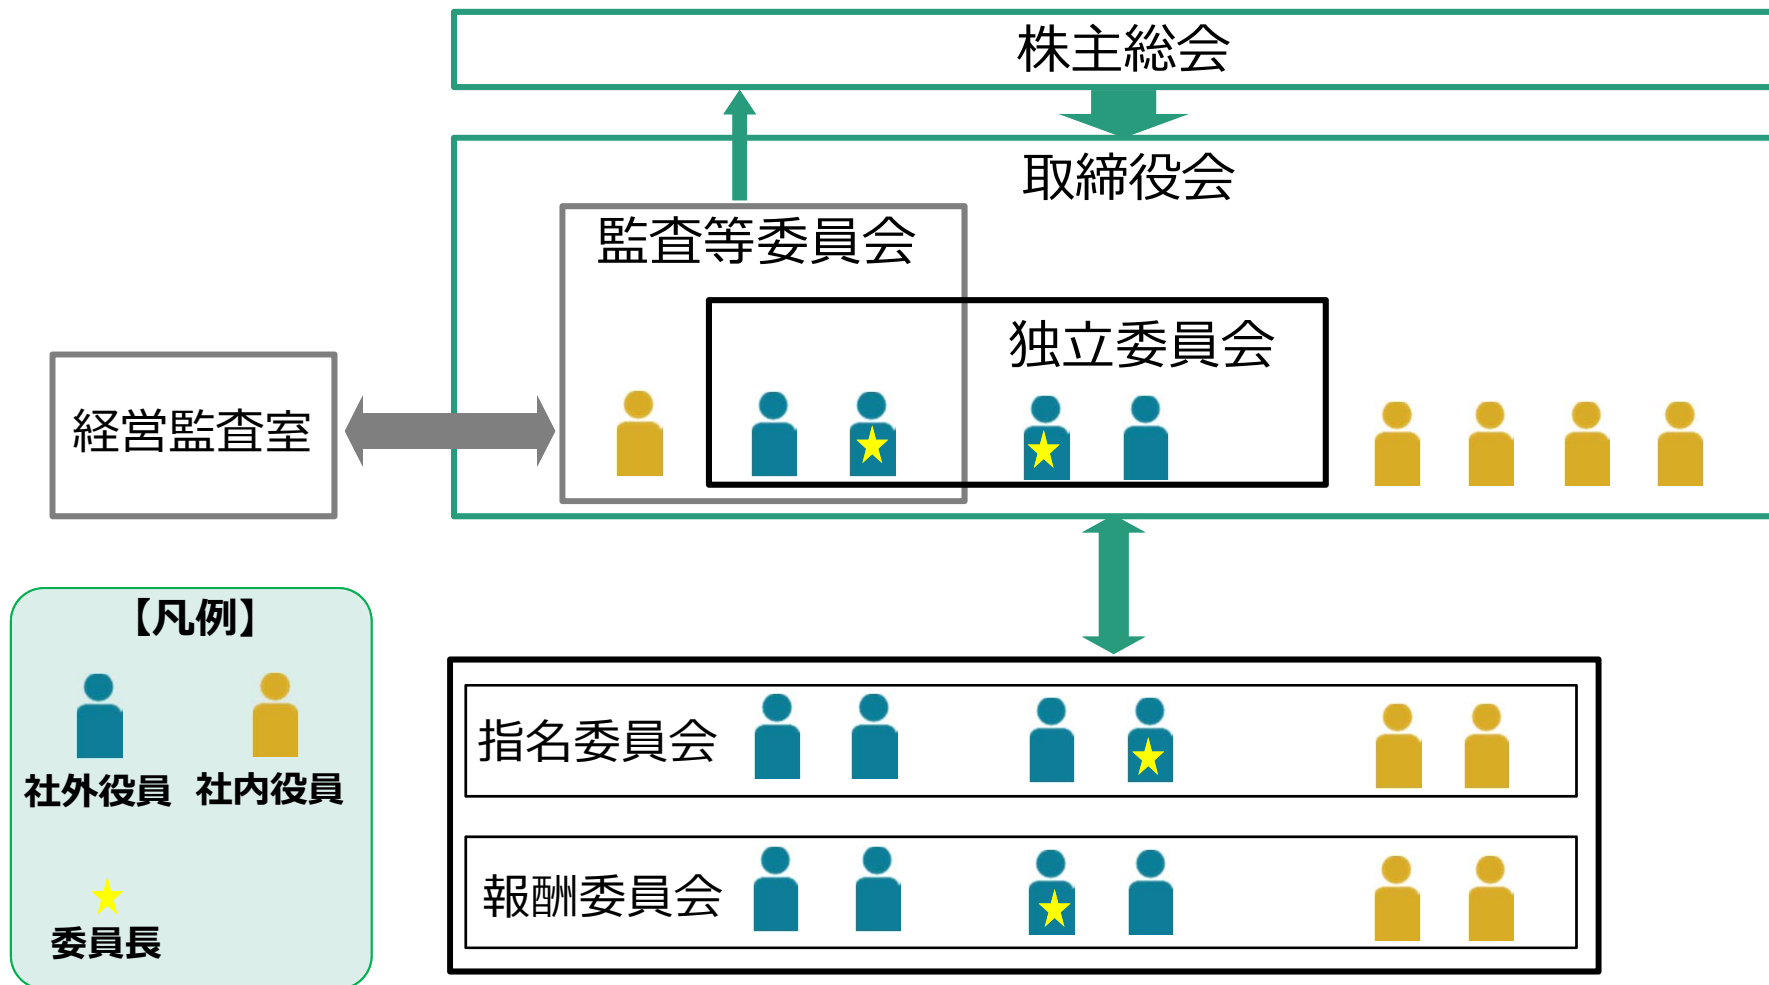 株主総会
取締役会
監査等委員会
独立委員会
経営監査室
【凡例】
社外役員
社内役員
委員長
指名委員会
報酬委員会